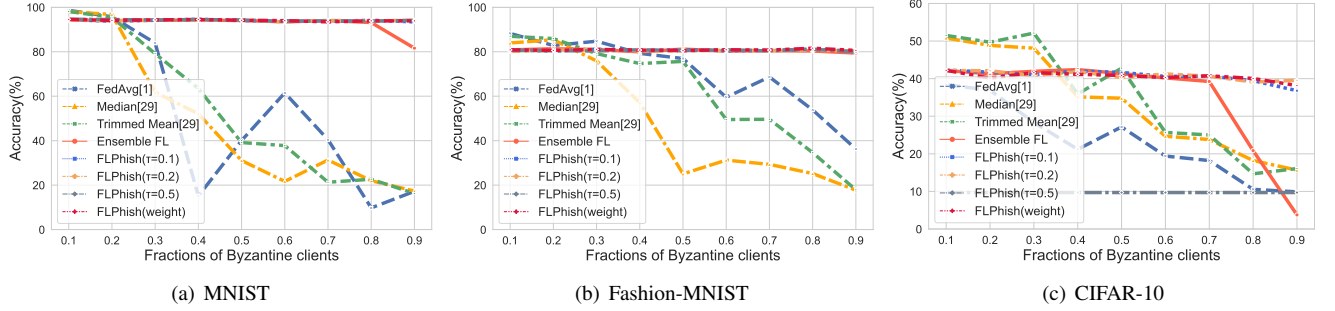 100
80
60
40
20
0
Accuracy(%)
FedAvg[1]
Median[29]
Trimmed Mean[29]
Ensemble FL
FLPhish(τ=0.1)
FLPhish(τ=0.2)
FLPhish(τ=0.5)
FLPhish(weight)
0.1 0.2 0.3 0.4 0.5 0.6 0.7 0.8 0.9
Fractions of Byzantine clients
(a) MNIST
100
80
60
40
20
0
Accuracy(%)
FedAvg[1]
Median[29]
Trimmed Mean[29]
Ensemble FL
FLPhish(τ=0.1)
FLPhish(τ=0.2)
FLPhish(τ=0.5)
FLPhish(weight)
0.1 0.2 0.3 0.4 0.5 0.6 0.7 0.8 0.9
Fractions of Byzantine clients
(b) Fashion-MNIST
60
50
40
30
20
10
0
Accuracy(%)
FedAvg[1]
Median[29]
Trimmed Mean[29]
Ensemble FL
FLPhish(τ=0.1)
FLPhish(τ=0.2)
FLPhish(τ=0.5)
FLPhish(weight)
0.1 0.2 0.3 0.4 0.5 0.6 0.7 0.8 0.9
Fractions of Byzantine clients
(c) CIFAR-10